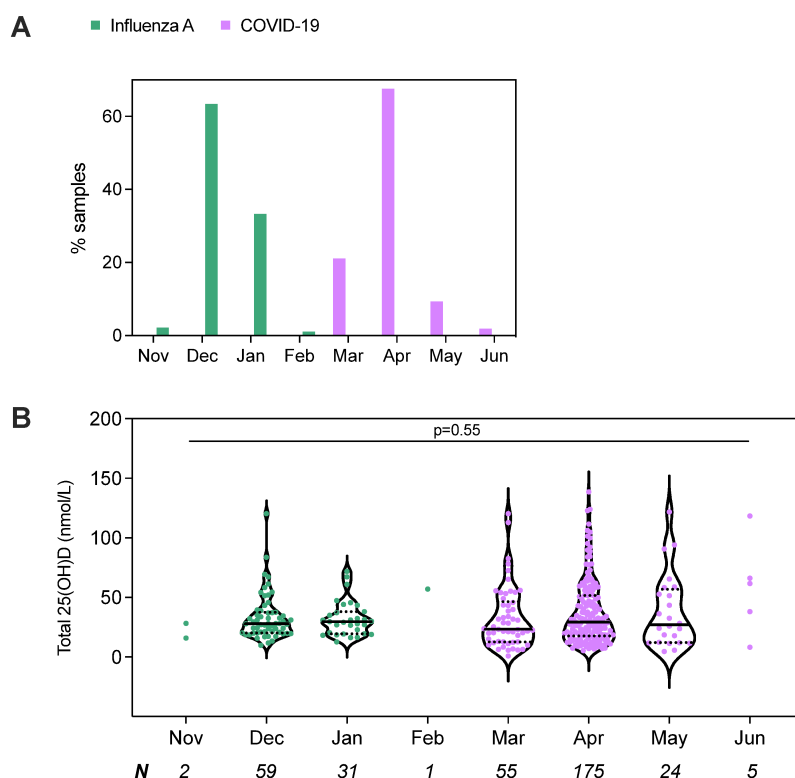 A
Influenza A
COVID-19
% samples
60
40
20
0
Nov Dec Jan Feb Mar Apr May Jun
B
Total 25(OH)D (nmol/L)
200
p=0.55
150
100
50
0
Nov Dec Jan Feb Mar Apr May Jun
N 2 59 31 1 55 175 24 5